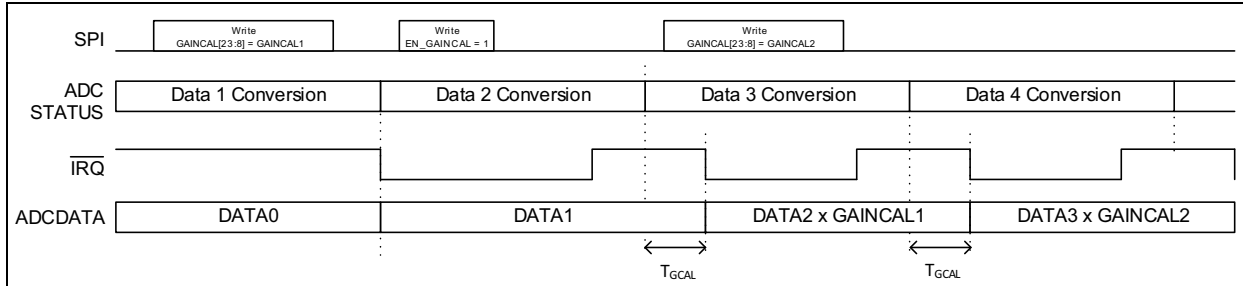 SPI
Write
GAINCAL[23:8] = GAINCAL1
Write
EN_GAINCAL = 1
Write
GAINCAL[23:8] = GAINCAL2
ADC
STATUS
Data 1 Conversion
Data 2 Conversion
Data 3 Conversion
Data 4 Conversion
IRQ
ADCDATA
DATA0
DATA1
DATA2 x GAINCAL1
DATA3 x GAINCAL2
TGCAL
TGCAL